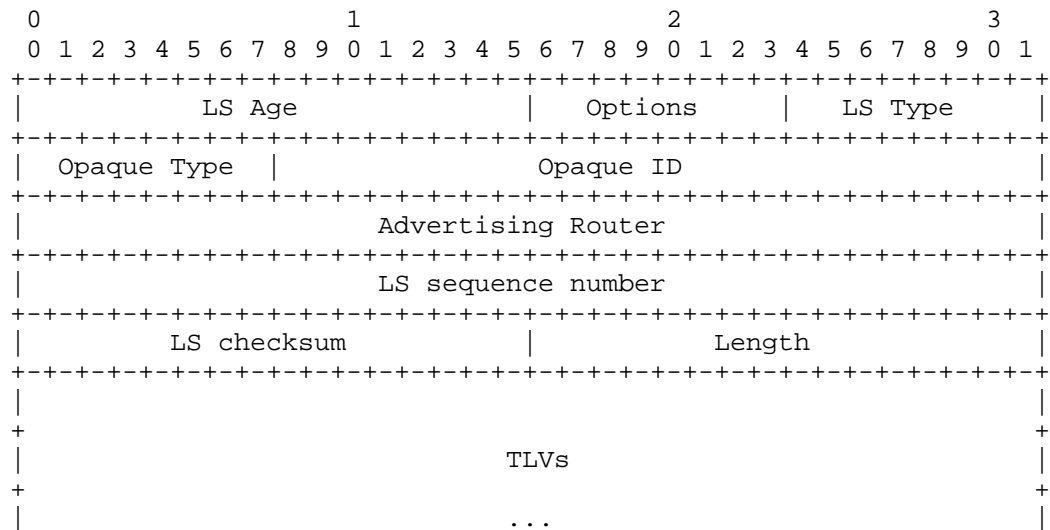 0                   1                   2                   3
 0 1 2 3 4 5 6 7 8 9 0 1 2 3 4 5 6 7 8 9 0 1 2 3 4 5 6 7 8 9 0 1
+-+-+-+-+-+-+-+-+-+-+-+-+-+-+-+-+-+-+-+-+-+-+-+-+-+-+-+-+-+-+-+-+
|           LS Age              |   Options     |   LS Type     |
+-+-+-+-+-+-+-+-+-+-+-+-+-+-+-+-+-+-+-+-+-+-+-+-+-+-+-+-+-+-+-+-+
|  Opaque Type  |                Opaque ID                      |
+-+-+-+-+-+-+-+-+-+-+-+-+-+-+-+-+-+-+-+-+-+-+-+-+-+-+-+-+-+-+-+-+
|                      Advertising Router                       |
+-+-+-+-+-+-+-+-+-+-+-+-+-+-+-+-+-+-+-+-+-+-+-+-+-+-+-+-+-+-+-+-+
|                      LS sequence number                       |
+-+-+-+-+-+-+-+-+-+-+-+-+-+-+-+-+-+-+-+-+-+-+-+-+-+-+-+-+-+-+-+-+
|         LS checksum           |           Length              |
+-+-+-+-+-+-+-+-+-+-+-+-+-+-+-+-+-+-+-+-+-+-+-+-+-+-+-+-+-+-+-+-+
|                                                               |
+                                                               +
|                              TLVs                             |
+                                                               +
|                              ...                              |